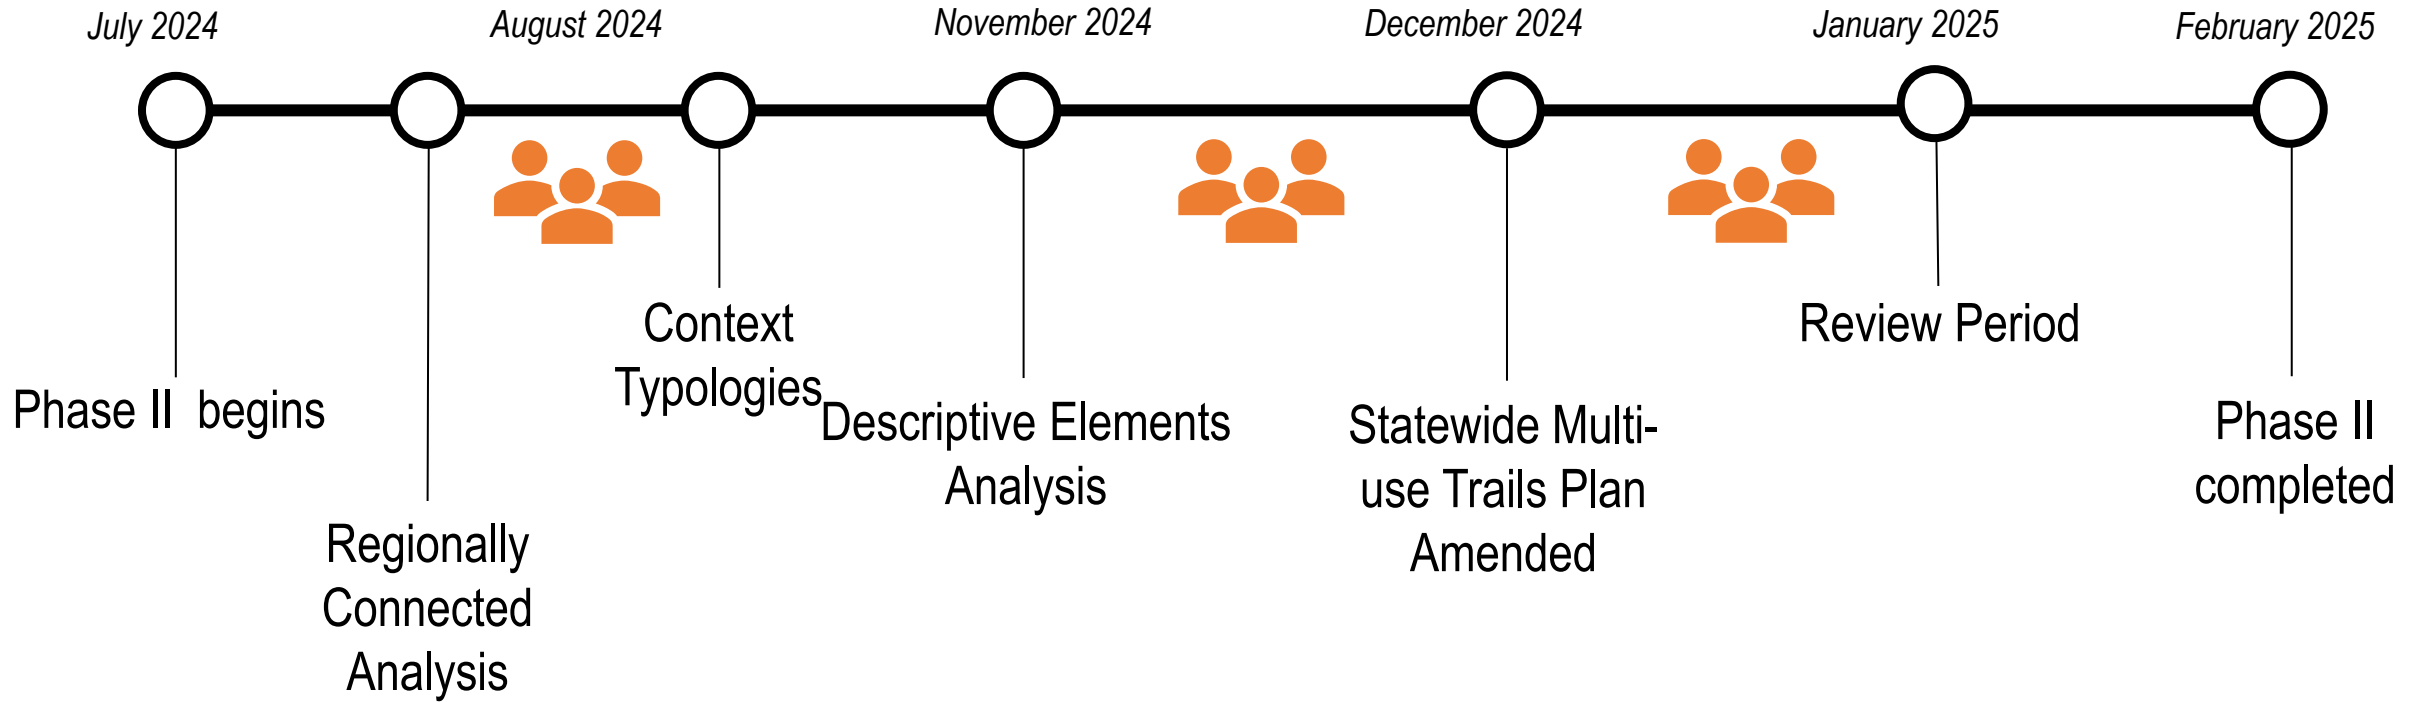 July 2024
August 2024
November 2024
December 2024
January 2025
February 2025
Phase II  begins
Regionally
Connected
Analysis
Context
Typologies
Descriptive Elements
Analysis
Statewide Multi-
use Trails Plan
Amended
Review Period
Phase II
completed